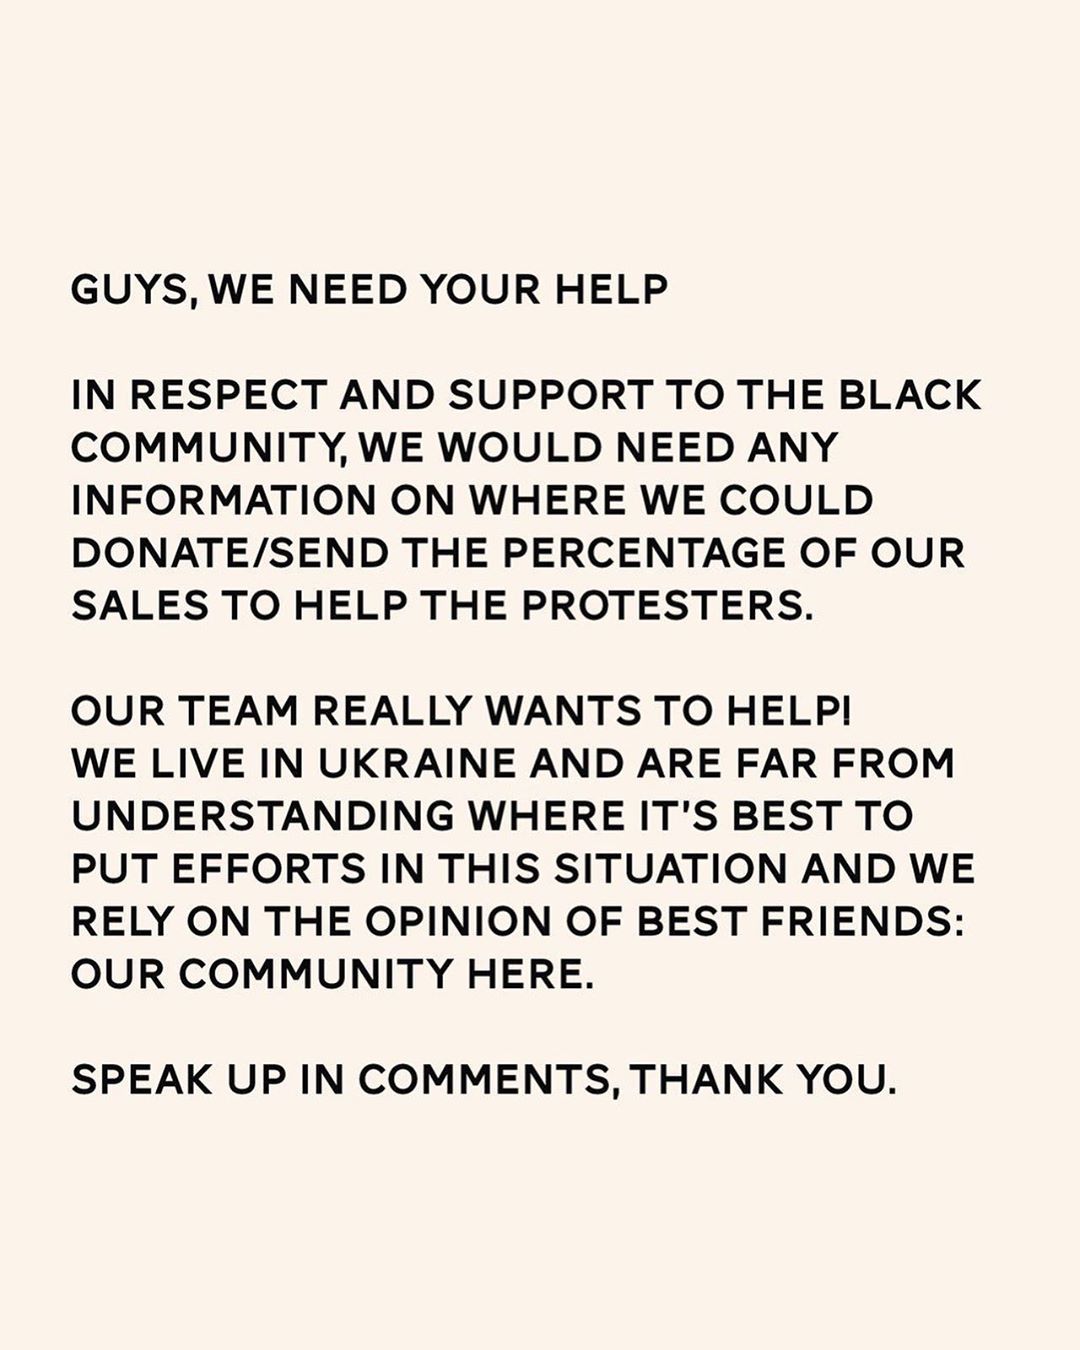 GUYS, WE NEED YOUR HELP
IN RESPECT AND SUPPORT TO THE BLACK
COMMUNITY, WE WOULD NEED ANY
INFORMATION ON WHERE WE COULD
DONATE/SEND THE PERCENTAGE OF OUR
SALES TO HELP THE PROTESTERS.
OUR TEAM REALLY WANTS TO HELP!
WE LIVE IN UKRAINE AND ARE FAR FROM
UNDERSTANDING WHERE IT'S BEST TO
PUT EFFORTS IN THIS SITUATION AND WE
RELY ON THE OPINION OF BEST FRIENDS:
OUR COMMUNITY HERE.
SPEAK UP IN COMMENTS, THANK YOU.